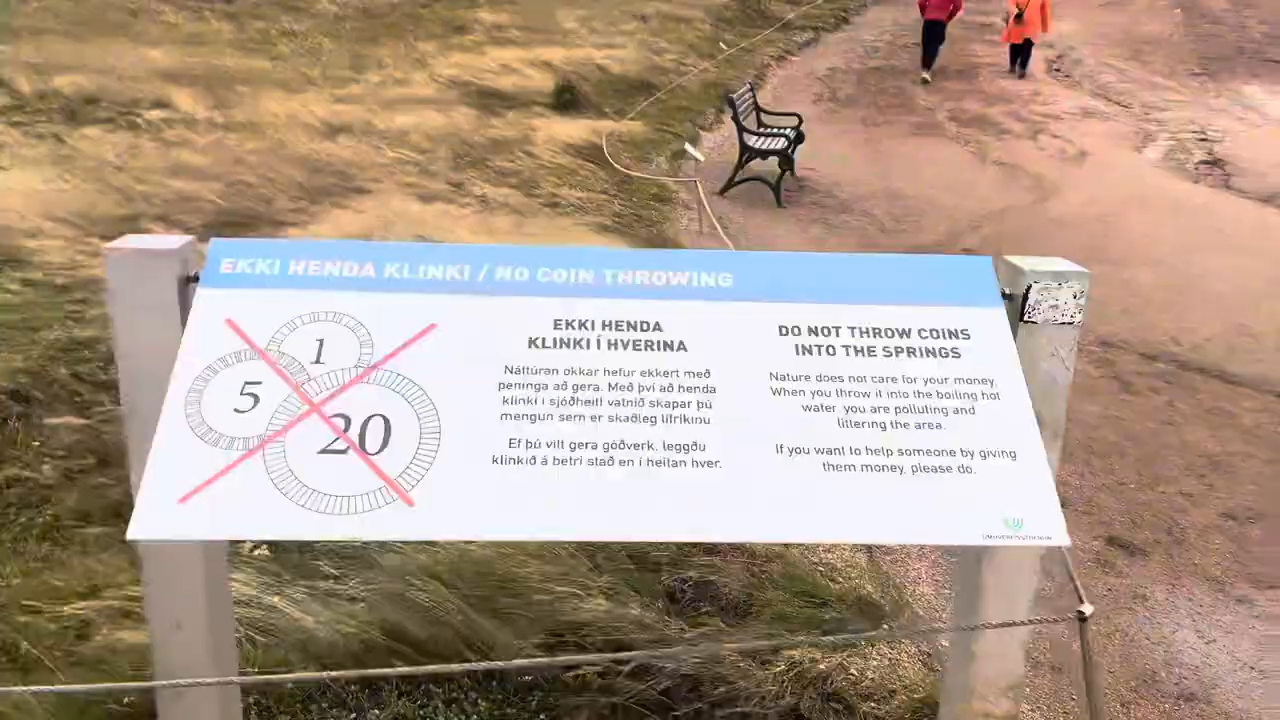 EKKI HENDA KLINKI / NO COIN THROWING
1
5
20
EKKI HENDA
KLINKI Í HVERINA
Náttúran okkar hefur ekkert með
peninga að gera. Með því að henda
klinki í sjóðheitt vatnið skapar þú
mengun sem er skaðleg lífríkinu
Ef þú vilt gera góðverk, leggðu
klinkið á betri stað en í heitan hver.
DO NOT THROW COINS
INTO THE SPRINGS
Nature does not care for your money.
When you throw it into the boiling hot
water, you are polluting and
littering the area.
If you want to help someone by giving
them money, please do.